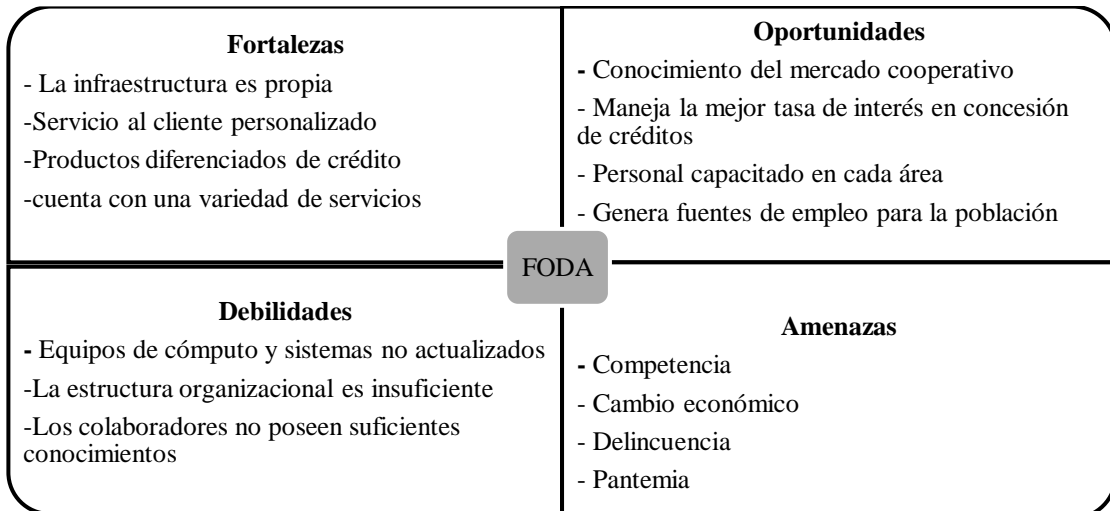 Fortalezas
- La infraestructura es propia
-Servicio al cliente personalizado
-Productos diferenciados de crédito
-cuenta con una variedad de servicios
Oportunidades
- Conocimiento del mercado cooperativo
- Maneja la mejor tasa de interés en concesión
de créditos
- Personal capacitado en cada área
- Genera fuentes de empleo para la población
FODA
Debilidades
- Equipos de cómputo y sistemas no actualizados
-La estructura organizacional es insuficiente
-Los colaboradores no poseen suficientes
conocimientos
Amenazas
- Competencia
- Cambio económico
- Delincuencia
- Pantemia